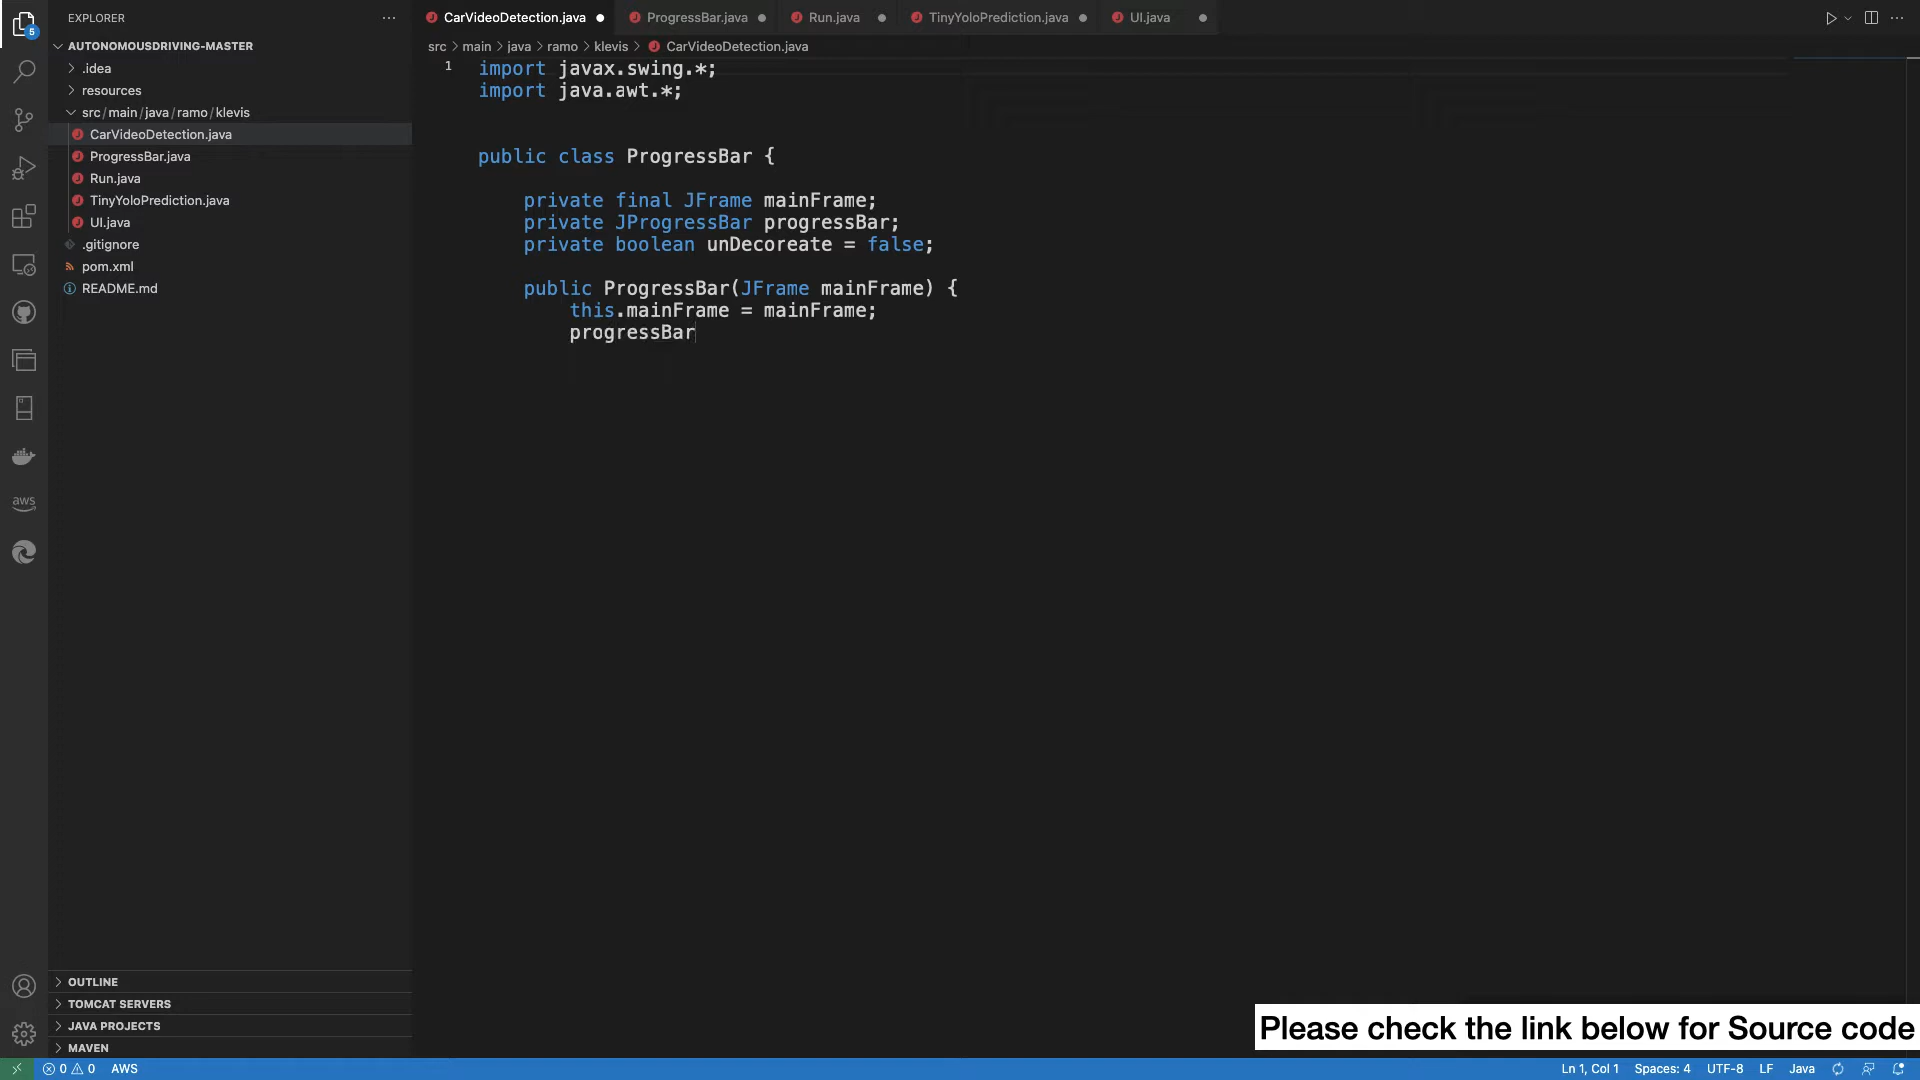 EXPLORER
AUTONOMOUSDRIVING-MASTER
.idea
resources
src/main/java/ramo/klevis
CarVideoDetection.java
ProgressBar.java
Run.java
TinyYoloPrediction.java
UI.java
.gitignore
pom.xml
README.md
OUTLINE
TOMCAT SERVERS
JAVA PROJECTS
MAVEN
5
aws
CarVideoDetection.java ProgressBar.java Run.java TinyYoloPrediction.java UI.java
src > main > java > ramo > klevis > CarVideoDetection.java
1 import javax.swing.*;
import java.awt.*;
public class ProgressBar {
private final JFrame mainFrame;
private JProgressBar progressBar;
private boolean unDecoreate = false;
public ProgressBar(JFrame mainFrame) {
this.mainFrame = mainFrame;
progressBar
Please check the link below for Source code
0 0 AWS Ln 1, Col 1 Spaces: 4 UTF-8 LF Java